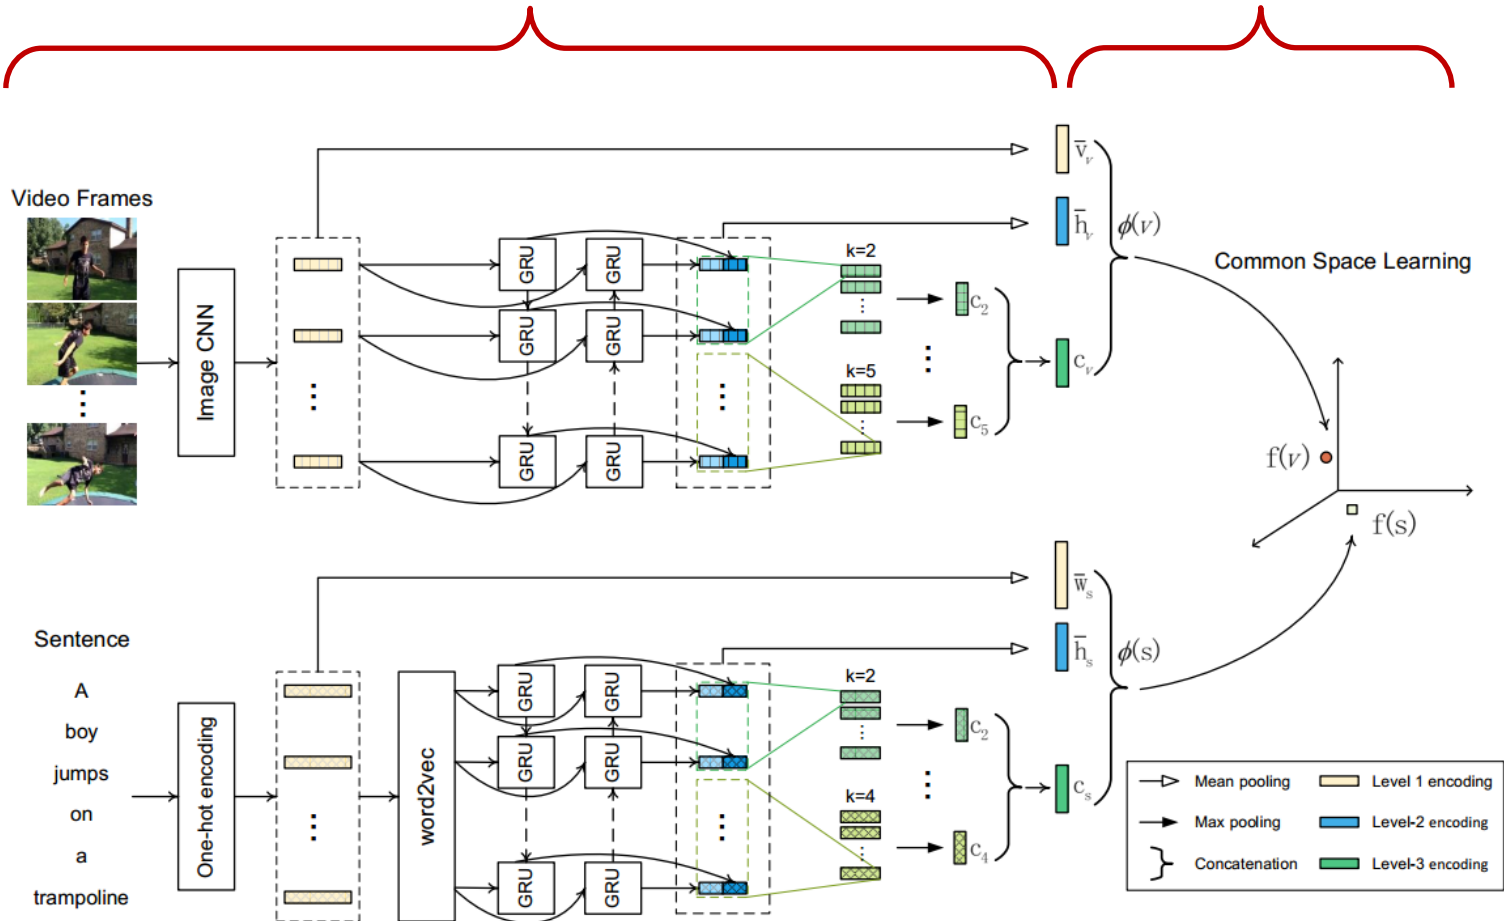 Video Frames
Image CNN
GRU
GRU
GRU
GRU
GRU
GRU
k=2
k=5
c₂
c₅
v̄ᵥ
h̄ᵥ
cᵥ
ϕ(v)
Common Space Learning
f(v)
f(s)
Sentence
A
boy
jumps
on
a
trampoline
One-hot encoding
word2vec
GRU
GRU
GRU
GRU
GRU
GRU
k=2
k=4
c₂
c₄
w̄ₛ
h̄ₛ
cₛ
ϕ(s)
Mean pooling
Level 1 encoding
Max pooling
Level-2 encoding
Concatenation
Level-3 encoding